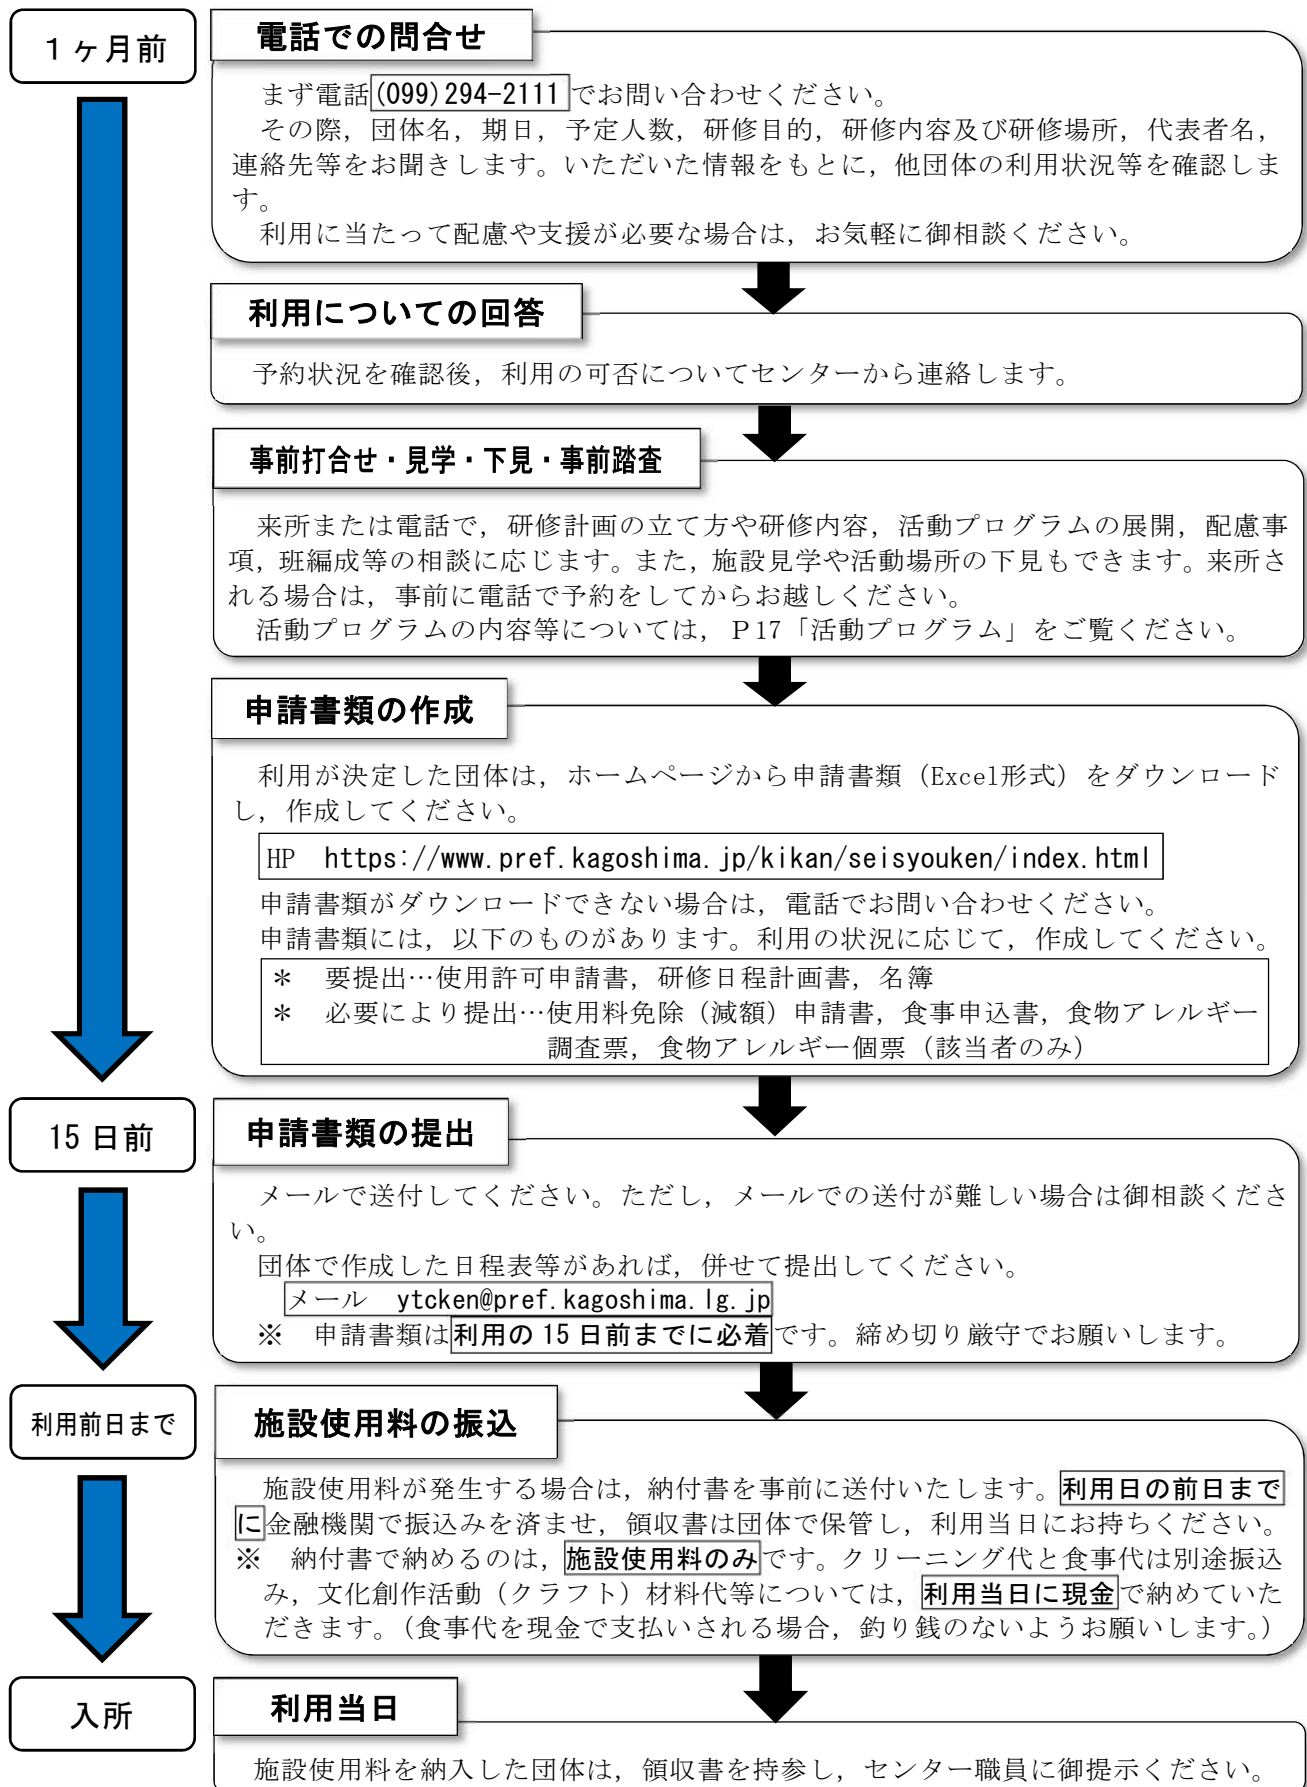 1ヶ月前
電話での問合せ
まず電話(099)294-2111でお問い合わせください。
その際，団体名，期日，予定人数，研修目的，研修内容及び研修場所，代表者名，
連絡先等をお聞きします。いただいた情報をもとに，他団体の利用状況等を確認しま
す。
利用に当たって配慮や支援が必要な場合は，お気軽に御相談ください。
利用についての回答
予約状況を確認後，利用の可否についてセンターから連絡します。
事前打合せ・見学・下見・事前踏査
来所または電話で，研修計画の立て方や研修内容，活動プログラムの展開，配慮事
項，班編成等の相談に応じます。また，施設見学や活動場所の下見もできます。来所さ
れる場合は，事前に電話で予約をしてからお越しください。
活動プログラムの内容等については，P17「活動プログラム」をご覧ください。
申請書類の作成
利用が決定した団体は，ホームページから申請書類（Excel形式）をダウンロード
し，作成してください。
HP　https://www.pref.kagoshima.jp/kikan/seisyouken/index.html
申請書類がダウンロードできない場合は，電話でお問い合わせください。
申請書類には，以下のものがあります。利用の状況に応じて，作成してください。
＊　要提出…使用許可申請書，研修日程計画書，名簿
＊　必要により提出…使用料免除（減額）申請書，食事申込書，食物アレルギー
調査票，食物アレルギー個票（該当者のみ）
15日前
申請書類の提出
メールで送付してください。ただし，メールでの送付が難しい場合は御相談くださ
い。
団体で作成した日程表等があれば，併せて提出してください。
メール　ytcken@pref.kagoshima.lg.jp
※　申請書類は利用の15日前までに必着です。締め切り厳守でお願いします。
利用前日まで
施設使用料の振込
施設使用料が発生する場合は，納付書を事前に送付いたします。利用日の前日まで
に金融機関で振込みを済ませ，領収書は団体で保管し，利用当日にお持ちください。
※　納付書で納めるのは，施設使用料のみです。クリーニング代と食事代は別途振込
み，文化創作活動（クラフト）材料代等については，利用当日に現金で納めていた
だきます。（食事代を現金で支払いされる場合，釣り銭のないようお願いします。）
入所
利用当日
施設使用料を納入した団体は，領収書を持参し，センター職員に御提示ください。